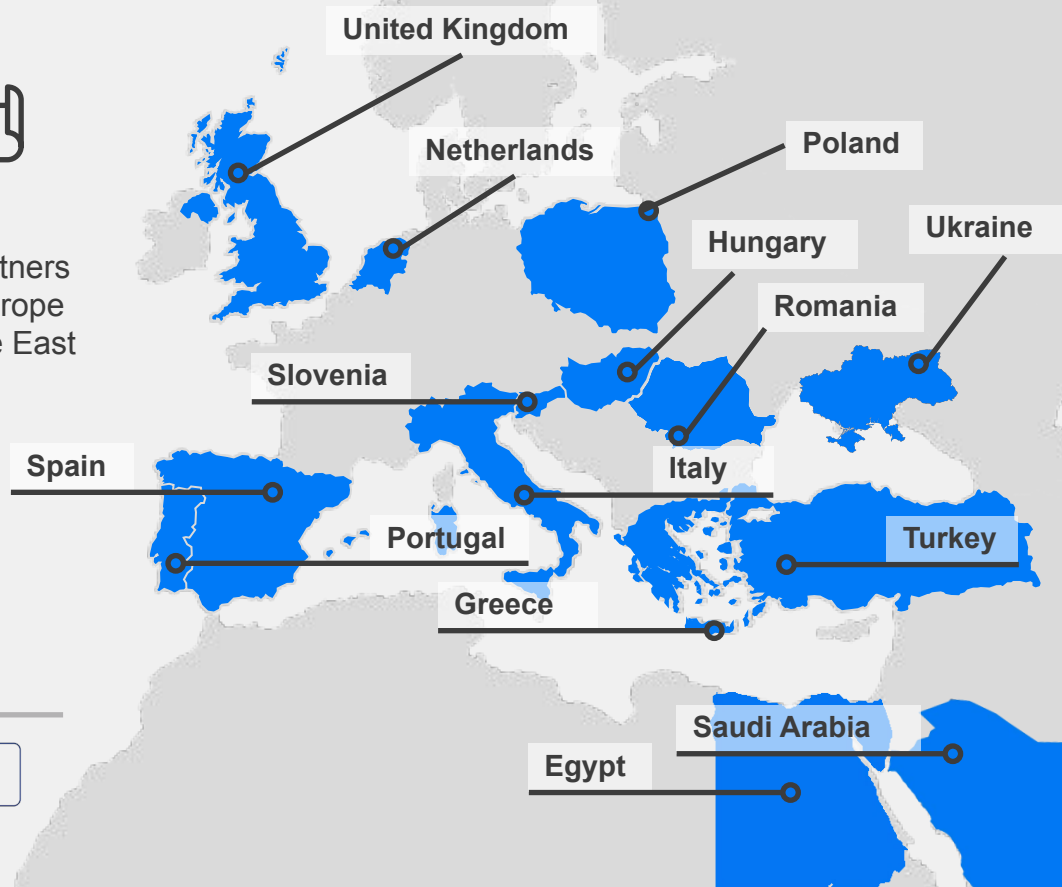 United Kingdom
Netherlands
Poland
Ukraine
Hungary
Romania
Slovenia
Spain
Italy
Portugal
Turkey
Greece
Saudi Arabia
Egypt
tners
rope
East